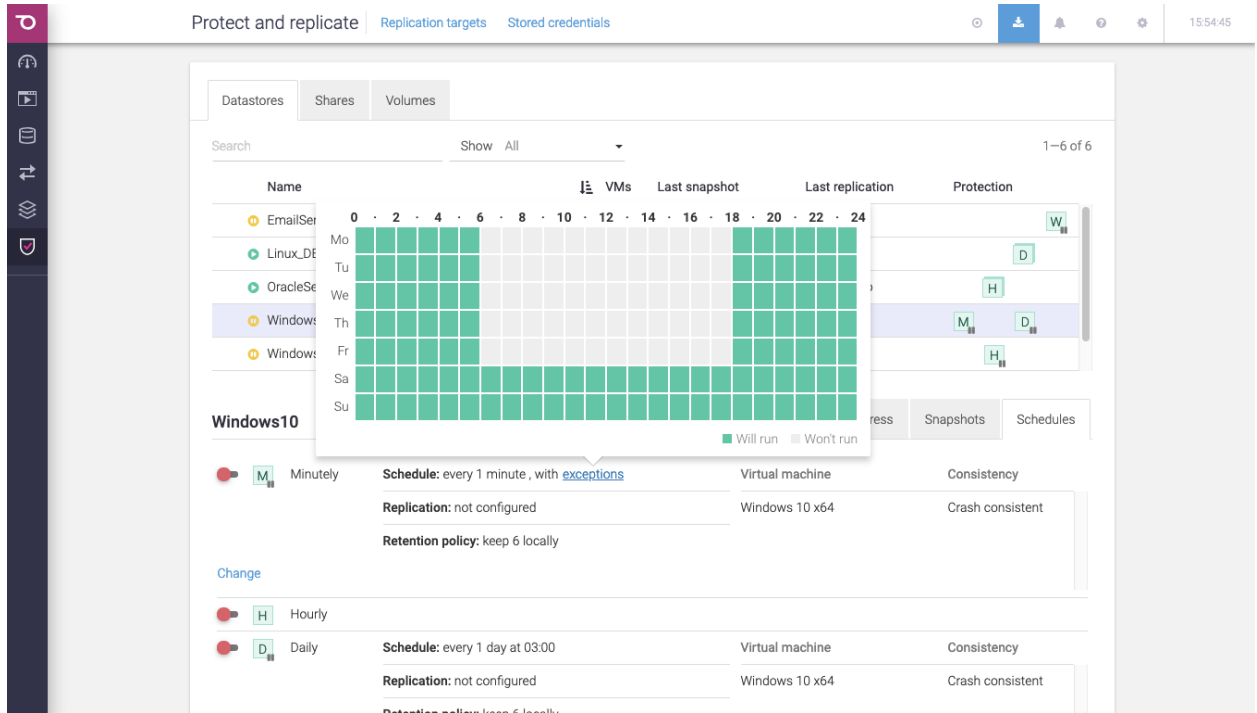 Protect and replicate Replication targets Stored credentials 15:54:45
Datastores Shares Volumes
Search Show All 1–6 of 6
Name VMs Last snapshot Last replication Protection
EmailSer W
Linux_DE D
OracleSe H
Windows M D
Windows H
0 · 2 · 4 · 6 · 8 · 10 · 12 · 14 · 16 · 18 · 20 · 22 · 24
Mo
Tu
We
Th
Fr
Sa
Su
Will run Won't run
Windows10 ress Snapshots Schedules
M Minutely Schedule: every 1 minute , with exceptions Virtual machine Consistency
Replication: not configured Windows 10 x64 Crash consistent
Retention policy: keep 6 locally
Change
H Hourly
D Daily Schedule: every 1 day at 03:00 Virtual machine Consistency
Replication: not configured Windows 10 x64 Crash consistent
Retention policy: keep 6 locally